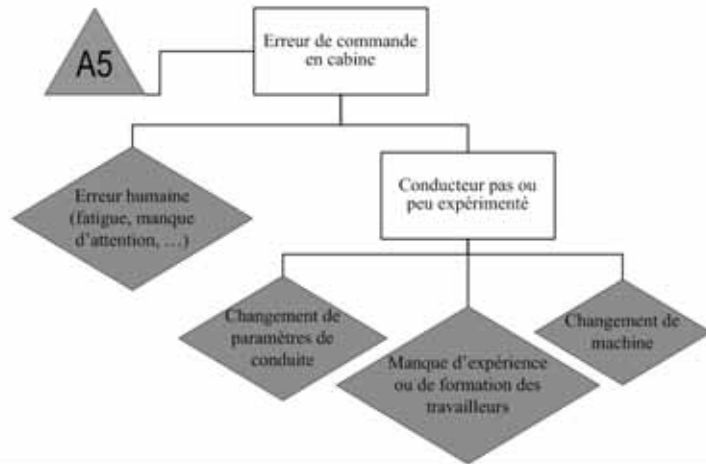 A5
Erreur de commande
en cabine
Erreur humaine
(fatigue, manque
d’attention, …)
Conducteur pas ou
peu expérimenté
Changement de
paramètres de
conduite
Manque d’expérience
ou de formation des
travailleurs
Changement de
machine